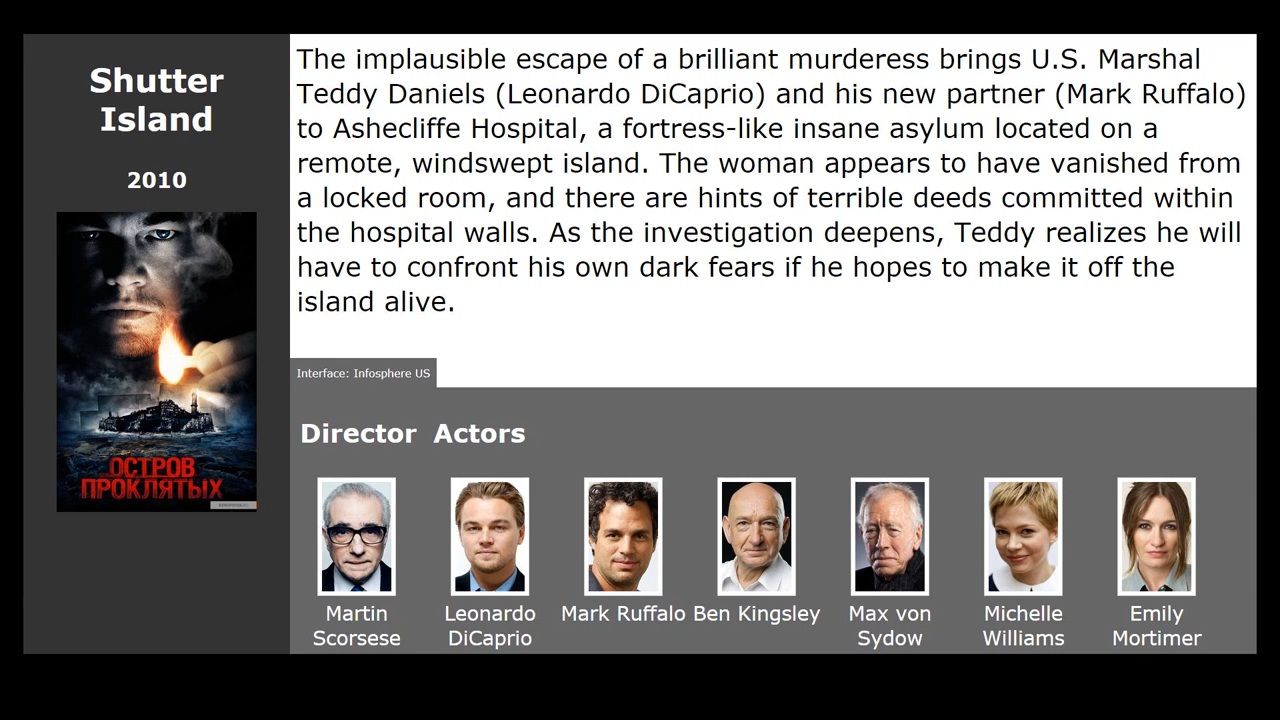 Shutter
Island
2010
ОСТРОВ
ПРОКЛЯТЫХ
The implausible escape of a brilliant murderess brings U.S. Marshal
Teddy Daniels (Leonardo DiCaprio) and his new partner (Mark Ruffalo)
to Ashecliffe Hospital, a fortress-like insane asylum located on a
remote, windswept island. The woman appears to have vanished from
a locked room, and there are hints of terrible deeds committed within
the hospital walls. As the investigation deepens, Teddy realizes he will
have to confront his own dark fears if he hopes to make it off the
island alive.
Interface: Infosphere US
Director Actors
Martin
Scorsese
Leonardo
DiCaprio
Mark Ruffalo
Ben Kingsley
Max von
Sydow
Michelle
Williams
Emily
Mortimer